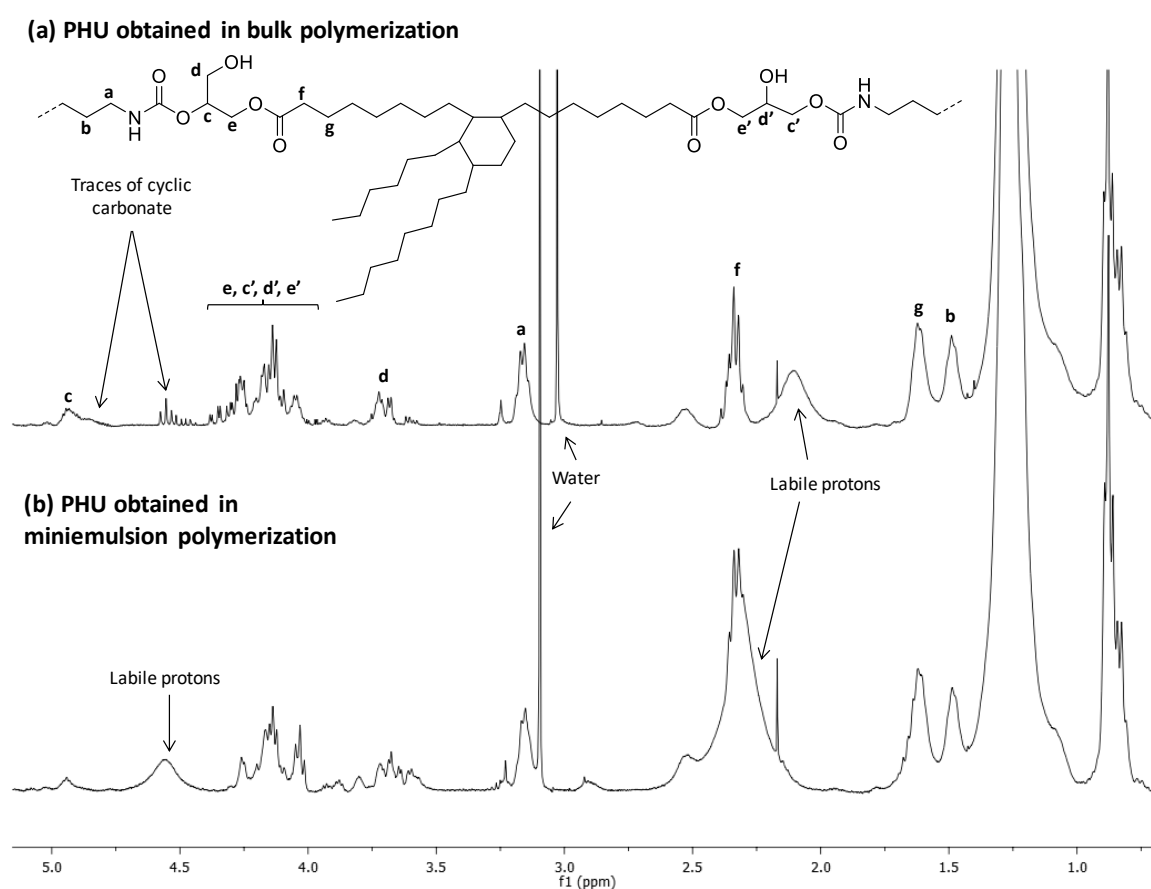 (a) PHU obtained in bulk polymerization
d OH
a O O OH H
N O c e O f O e' d' c' O N
b H O g O O
Traces of cyclic
carbonate
e, c', d', e'
f
a
g b
c d
Water
Labile protons
(b) PHU obtained in
miniemulsion polymerization
Labile protons
5.0 4.5 4.0 3.5 3.0 2.5 2.0 1.5 1.0
f1 (ppm)